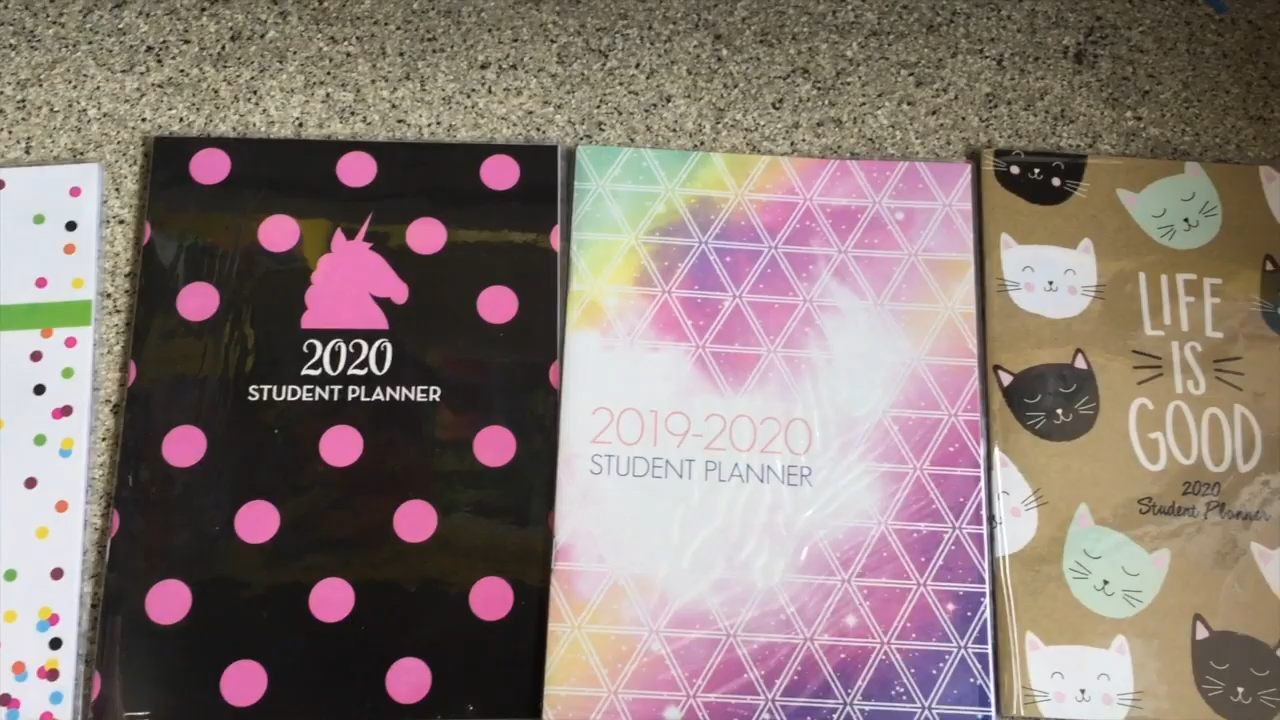 2020
STUDENT PLANNER
2019-2020
STUDENT PLANNER
LIFE
IS
GOOD
2020
Student Planner